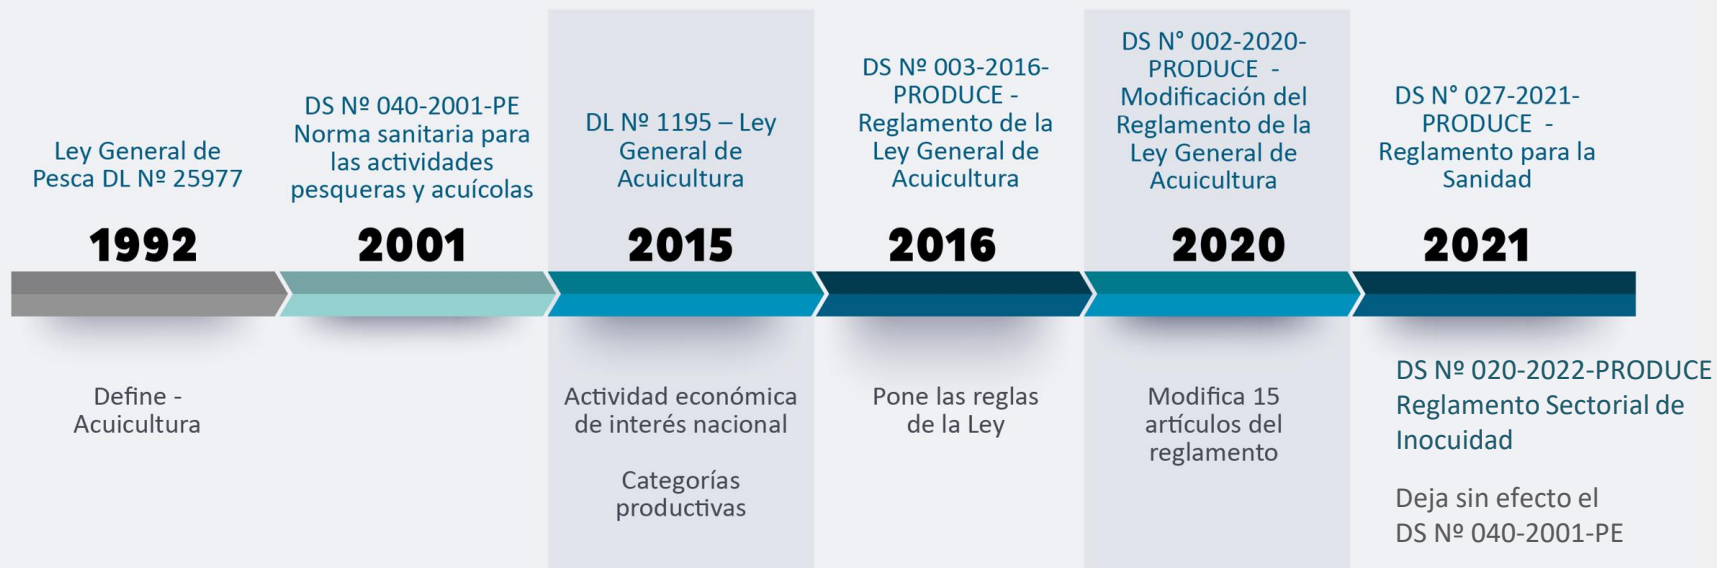 Ley General de
Pesca DL Nº 25977
1992
Define -
Acuicultura
DS Nº 040-2001-PE
Norma sanitaria para
las actividades
pesqueras y acuícolas
2001
DL Nº 1195 – Ley
General de
Acuicultura
2015
Actividad económica
de interés nacional
Categorías
productivas
DS Nº 003-2016-
PRODUCE -
Reglamento de la
Ley General de
Acuicultura
2016
Pone las reglas
de la Ley
DS N° 002-2020-
PRODUCE -
Modificación del
Reglamento de la
Ley General de
Acuicultura
2020
Modifica 15
artículos del
reglamento
DS N° 027-2021-
PRODUCE -
Reglamento para la
Sanidad
2021
DS Nº 020-2022-PRODUCE
Reglamento Sectorial de
Inocuidad
Deja sin efecto el
DS Nº 040-2001-PE